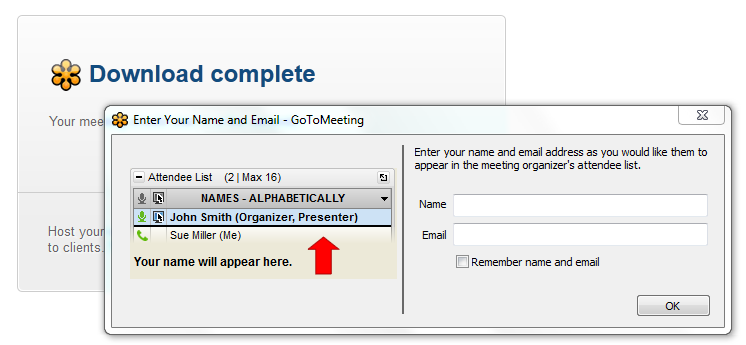 Download complete
Your mee
Host your
to clients.
Enter Your Name and Email - GoToMeeting
Attendee List (2 | Max 16)
NAMES - ALPHABETICALLY
John Smith (Organizer, Presenter)
Sue Miller (Me)
Your name will appear here.
Enter your name and email address as you would like them to
appear in the meeting organizer's attendee list.
Name
Email
Remember name and email
OK